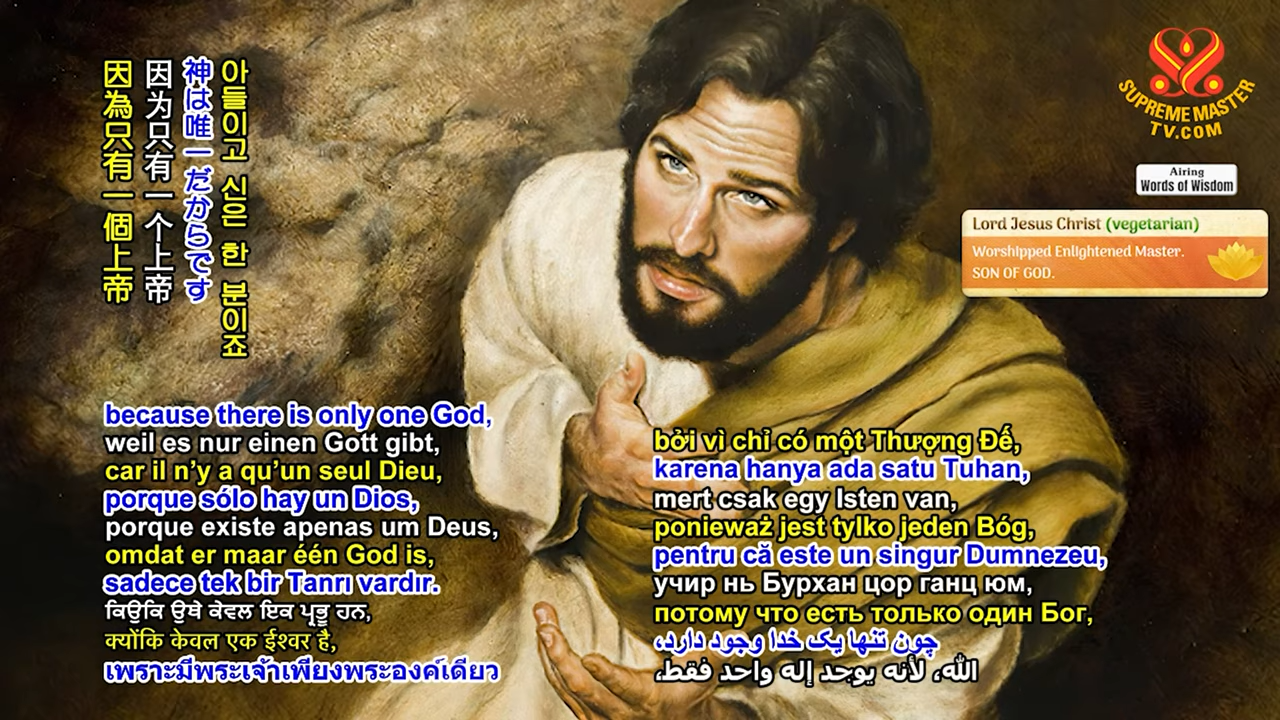 因為只有一個上帝
因为只有一个上帝
神は唯一だからです
아들이고 신은 한 분이죠
because there is only one God,
weil es nur einen Gott gibt,
car il n’y a qu’un seul Dieu,
porque sólo hay un Dios,
porque existe apenas um Deus,
omdat er maar één God is,
sadece tek bir Tanrı vardır.
ਕਿਉਕਿ ਉਥੇ ਕੇਵਲ ਇਕ ਪ੍ਰਭੂ ਹਨ,
क्योंकि केवल एक ईश्वर है,
เพราะมีพระเจ้าเพียงพระองค์เดียว
bởi vì chỉ có một Thượng Đế,
karena hanya ada satu Tuhan,
mert csak egy Isten van,
ponieważ jest tylko jeden Bóg,
pentru că este un singur Dumnezeu,
учир нь Бурхан цор ганц юм,
потому что есть только один Бог,
چون تنها یک خدا وجود دارد،
الله، لأنه يوجد إله واحد فقط،
SUPREME MASTER
TV.COM
Airing
Words of Wisdom
Lord Jesus Christ (vegetarian)
Worshipped Enlightened Master.
SON OF GOD.